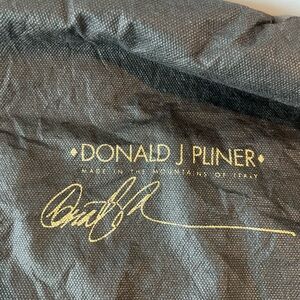 ♦DONALD J PLINER♦
MADE IN THE MOUNTAINS OF ITALY